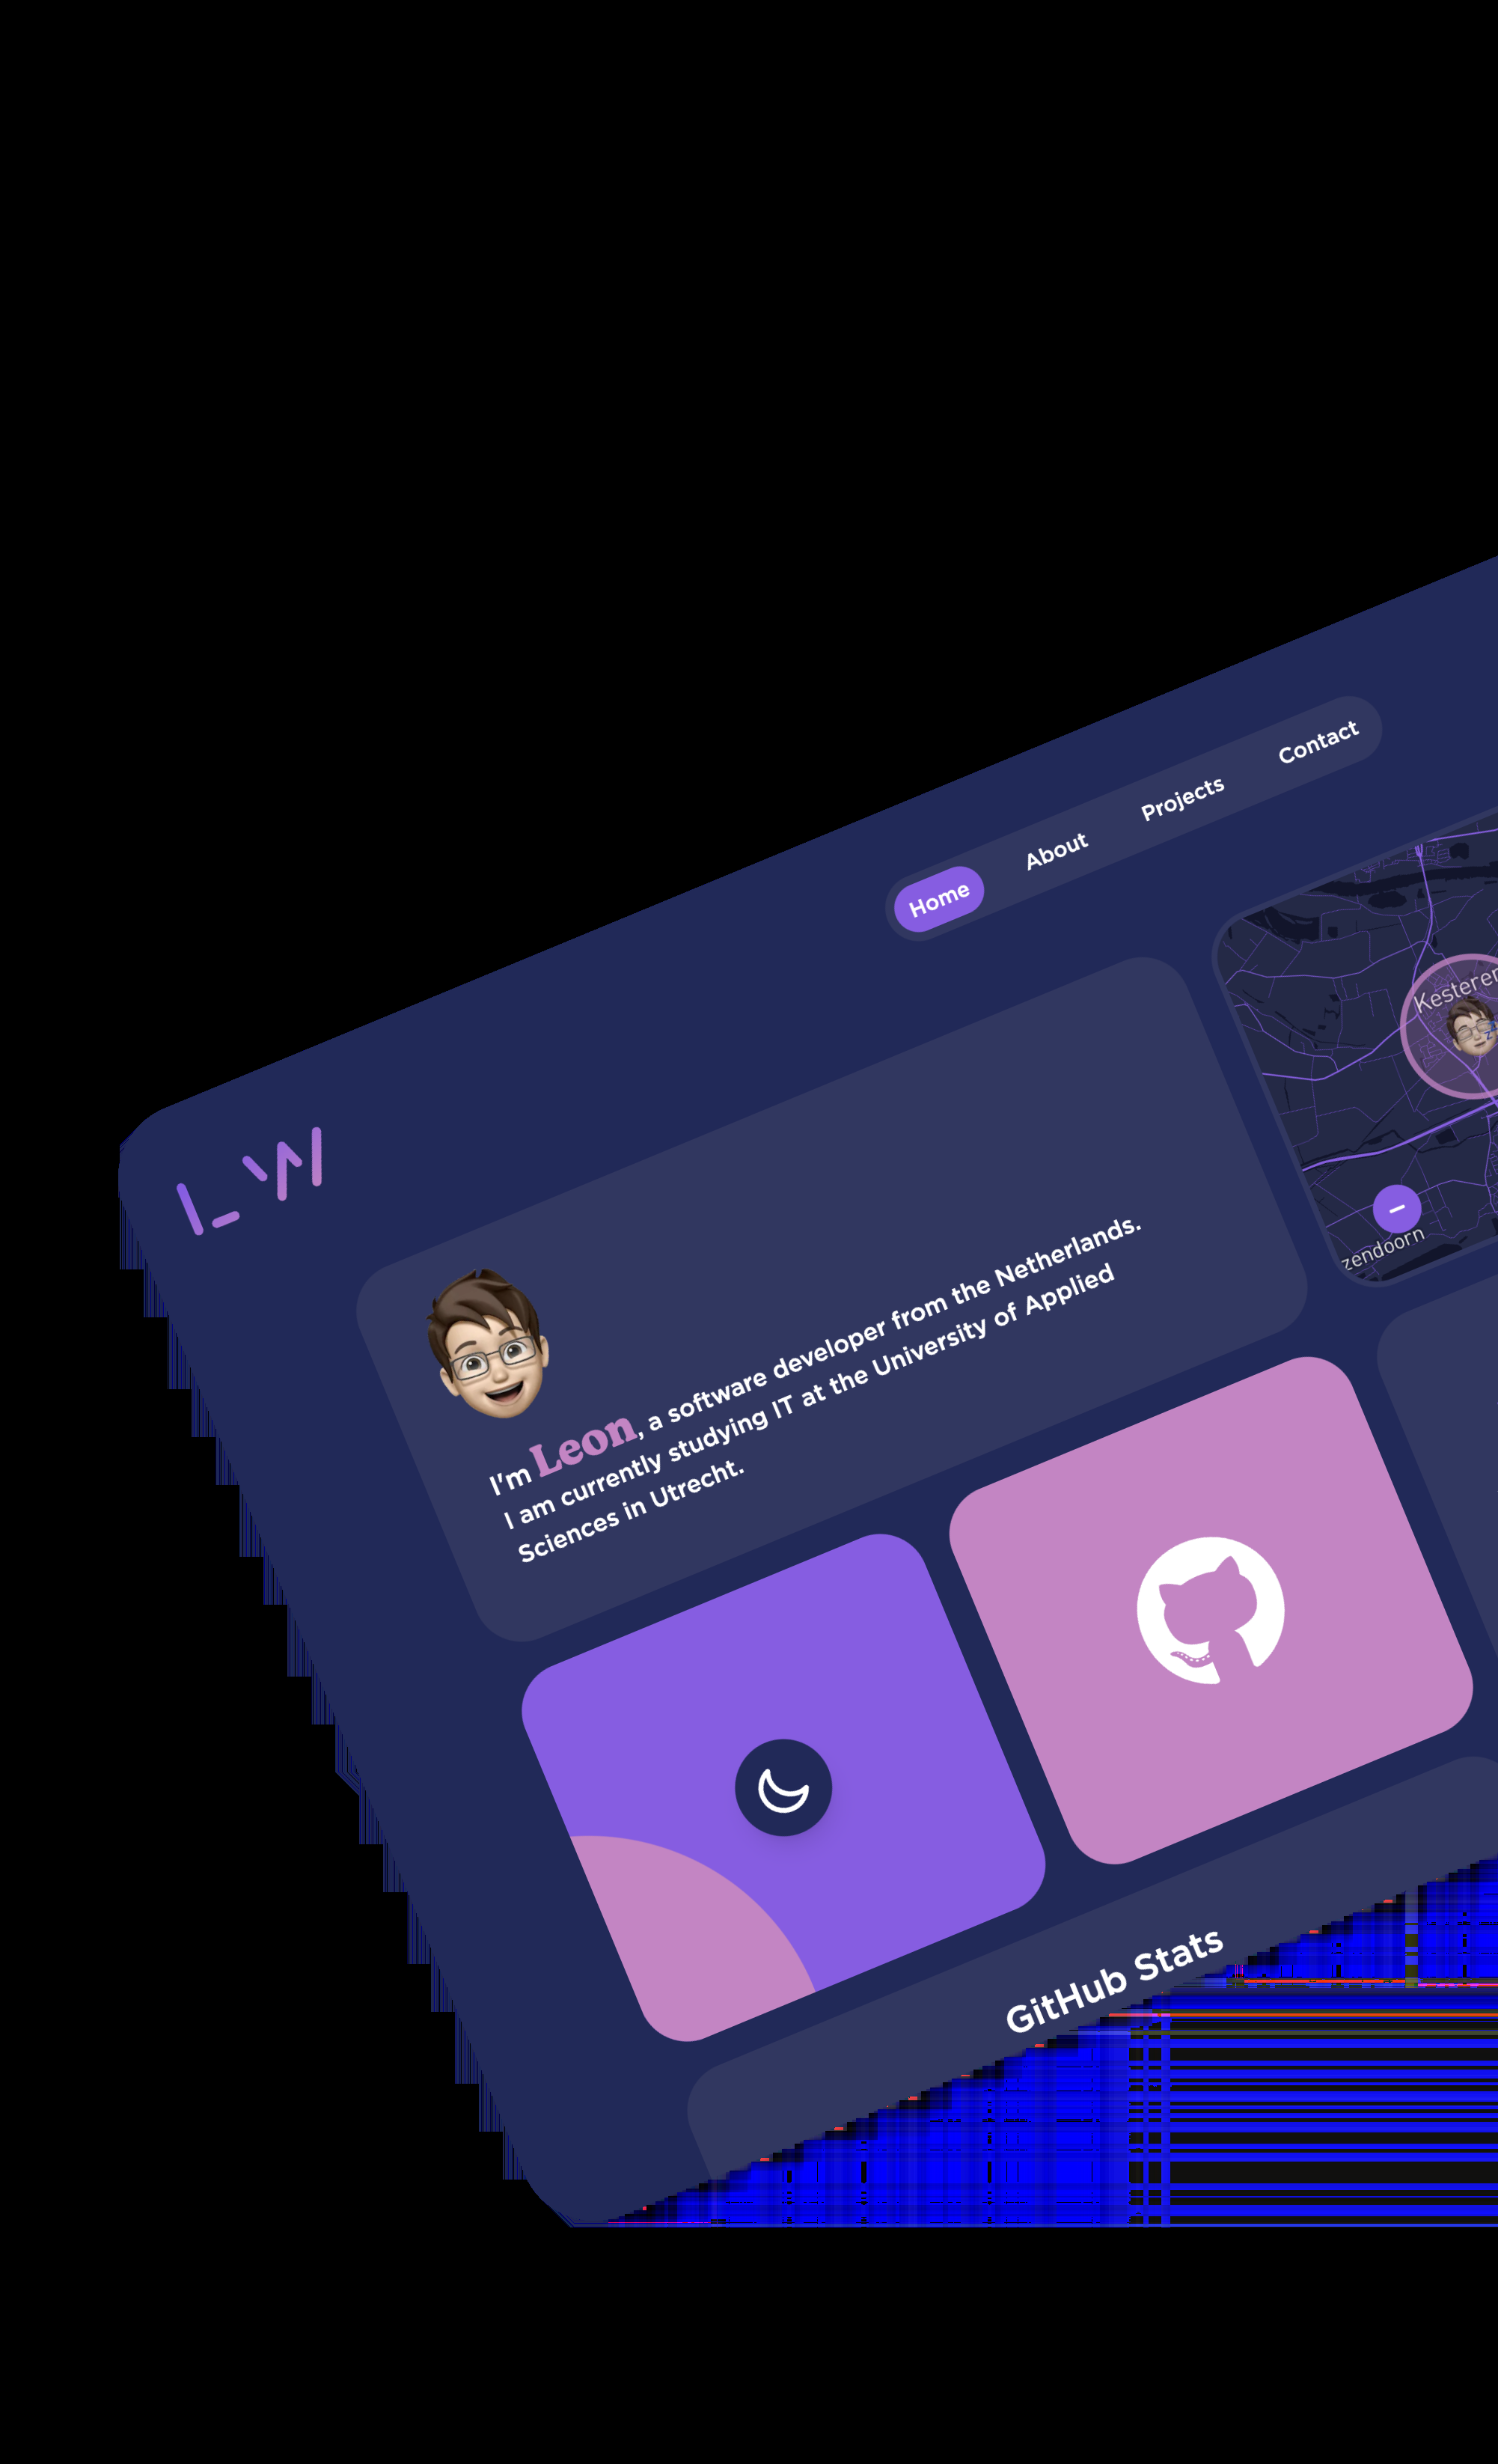 LW
Home
About
Projects
Contact
Kesteren
zendoorn
I'm Leon, a software developer from the Netherlands.
I am currently studying IT at the University of Applied
Sciences in Utrecht.
GitHub Stats